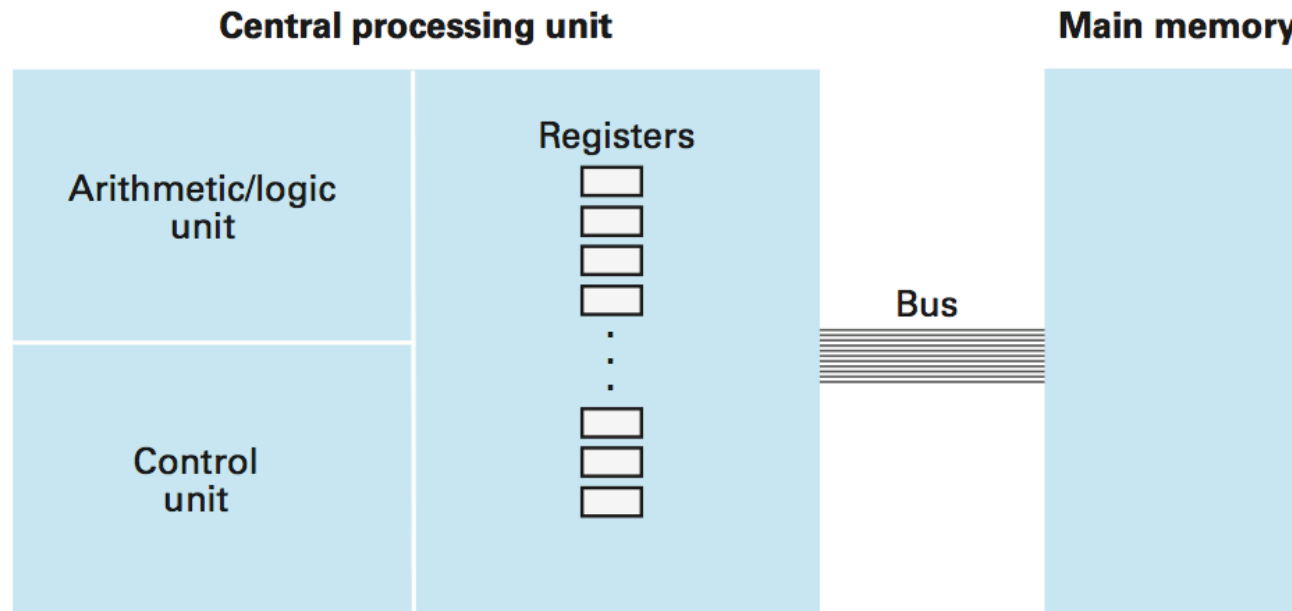 Central processing unit
Main memory
Registers
Arithmetic/logic
unit
Bus
Control
unit